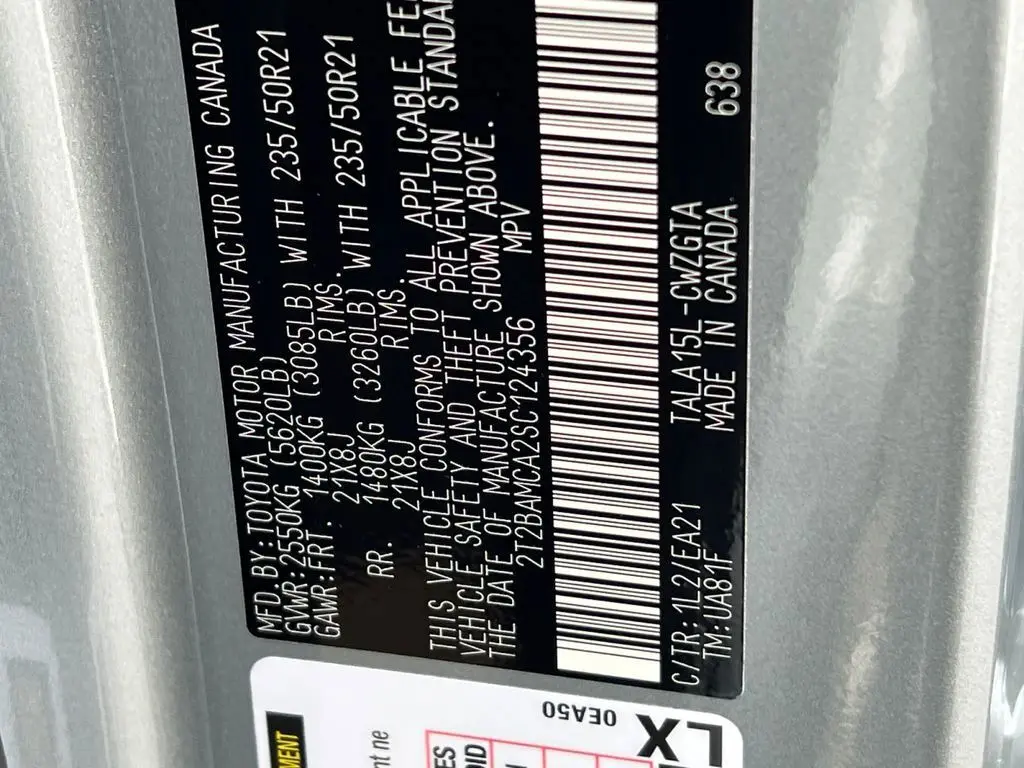 MFD.BY:TOYOTA MOTOR MANUFACTURING CANADA
GVWR:2550KG (5620LB)
GAWR:FRT. 1400KG (3085LB) WITH 235/50R21
21X8J RIMS.
RR. 1480KG (3260LB) WITH 235/50R21
21X8J RIMS.
THIS VEHICLE CONFORMS TO ALL APPLICABLE
VEHICLE SAFETY AND THEFT PREVENTION
THE DATE OF MANUFACTURE SHOWN ABOVE.
2T2BAMCA2SC124356 MPV
C/TR:1L2/EA21 TALA15L-CWZGTA 638
TM:UA81F MADE IN CANADA
0EA50
LX